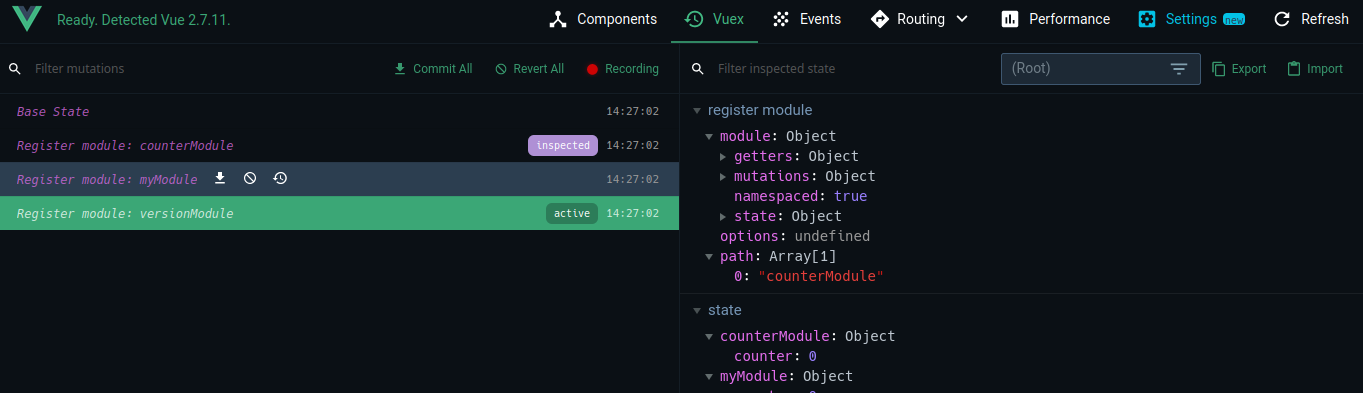 Ready. Detected Vue 2.7.11.
Components
Vuex
Events
Routing
Performance
Settings new
Refresh
Filter mutations
Commit All
Revert All
Recording
Base State 14:27:02
Register module: counterModule inspected 14:27:02
Register module: myModule 14:27:02
Register module: versionModule active 14:27:02
Filter inspected state
(Root)
Export
Import
register module
module: Object
getters: Object
mutations: Object
namespaced: true
state: Object
options: undefined
path: Array[1]
0: "counterModule"
state
counterModule: Object
counter: 0
myModule: Object